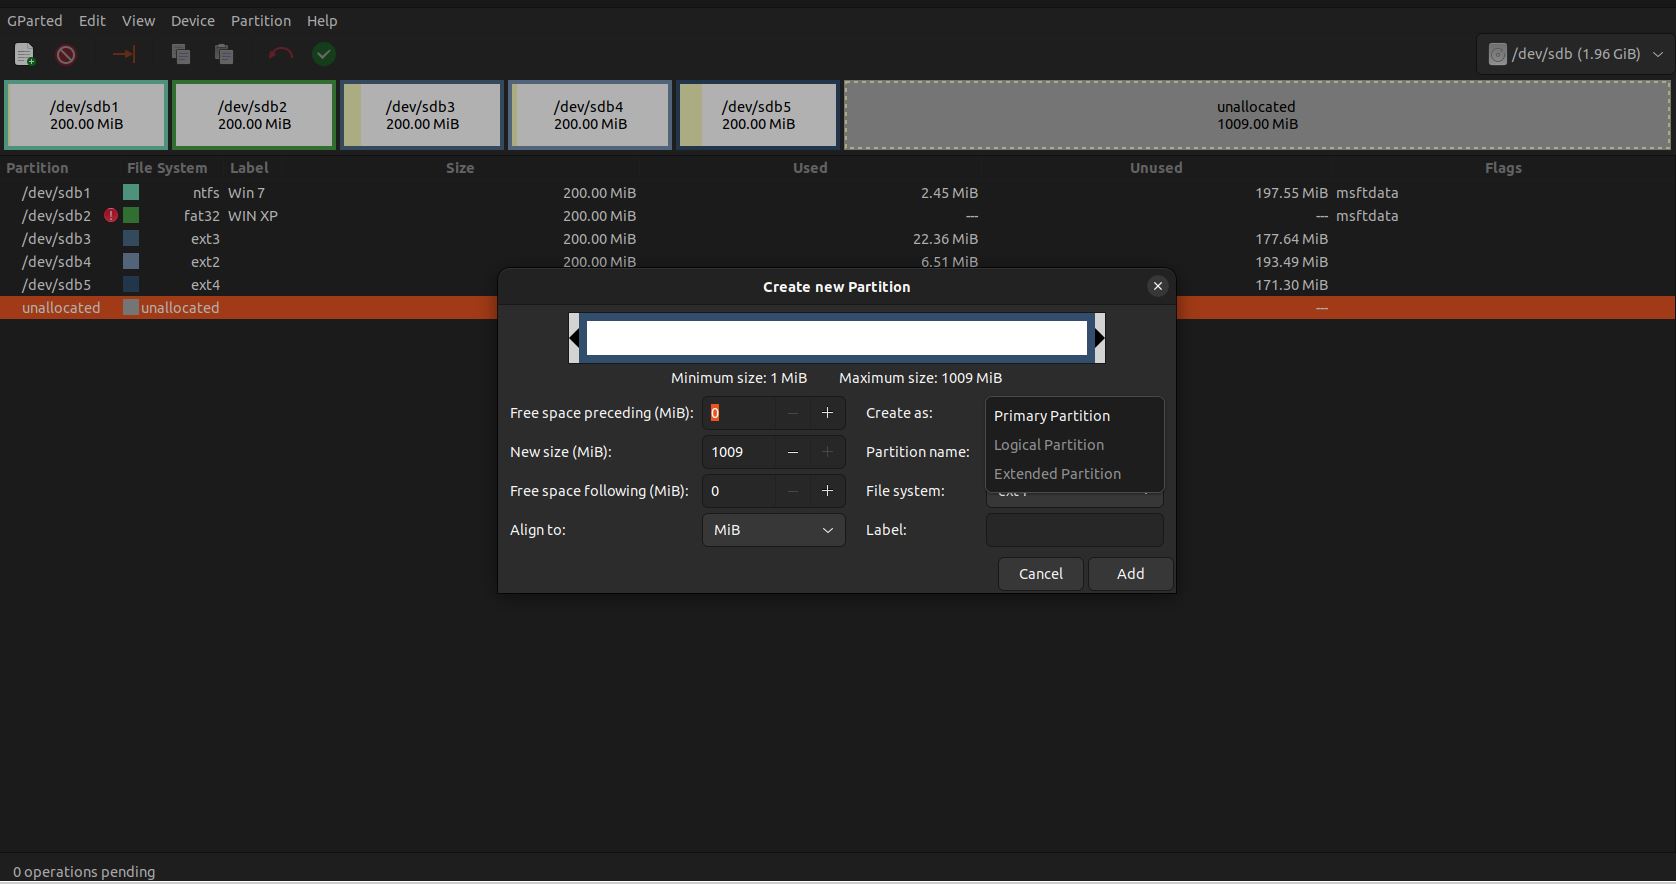 GParted Edit View Device Partition Help
/dev/sdb (1.96 GiB)
/dev/sdb1
200.00 MiB
/dev/sdb2
200.00 MiB
/dev/sdb3
200.00 MiB
/dev/sdb4
200.00 MiB
/dev/sdb5
200.00 MiB
unallocated
1009.00 MiB
Partition File System Label Size Used Unused Flags
/dev/sdb1 ntfs Win 7 200.00 MiB 2.45 MiB 197.55 MiB msftdata
/dev/sdb2 fat32 WIN XP 200.00 MiB --- --- msftdata
/dev/sdb3 ext3 200.00 MiB 22.36 MiB 177.64 MiB
/dev/sdb4 ext2 200.00 MiB 6.51 MiB 193.49 MiB
/dev/sdb5 ext4 171.30 MiB
unallocated unallocated ---
Create new Partition
Minimum size: 1 MiB Maximum size: 1009 MiB
Free space preceding (MiB): 0 Create as:
Primary Partition
Logical Partition
Extended Partition
New size (MiB): 1009 Partition name:
Free space following (MiB): 0 File system:
Align to: MiB Label:
Cancel Add
0 operations pending